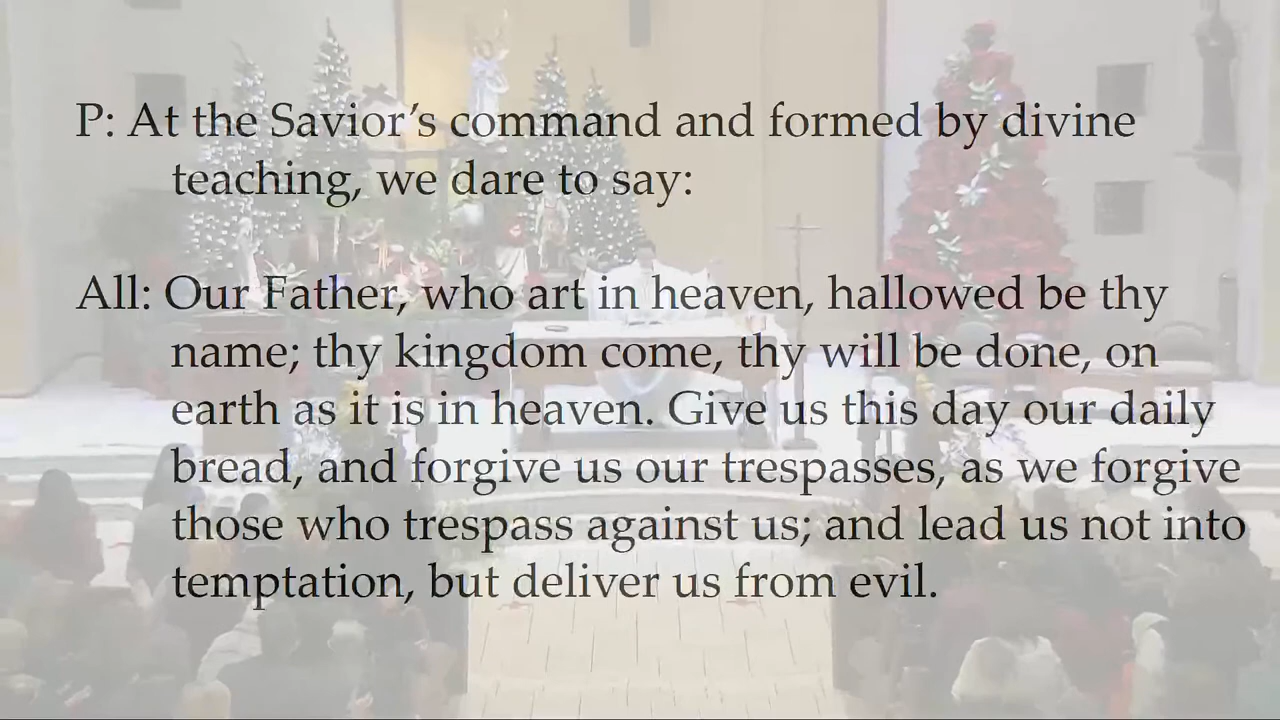 P: At the Savior’s command and formed by divine
teaching, we dare to say:
All: Our Father, who art in heaven, hallowed be thy
name; thy kingdom come, thy will be done, on
earth as it is in heaven. Give us this day our daily
bread, and forgive us our trespasses, as we forgive
those who trespass against us; and lead us not into
temptation, but deliver us from evil.